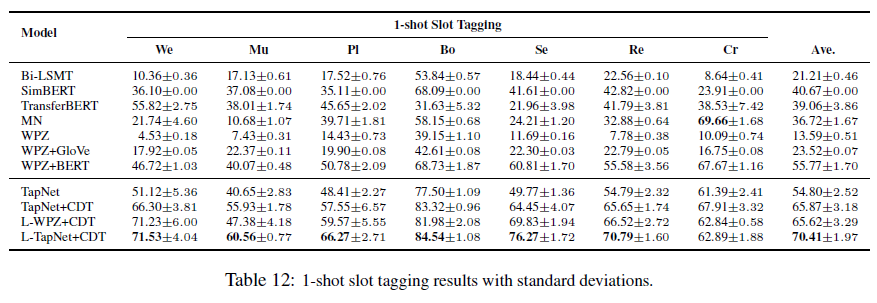 Model 1-shot Slot Tagging
We Mu Pl Bo Se Re Cr Ave.
Bi-LSMT 10.36±0.36 17.13±0.61 17.52±0.76 53.84±0.57 18.44±0.44 22.56±0.10 8.64±0.41 21.21±0.46
SimBERT 36.10±0.00 37.08±0.00 35.11±0.00 68.09±0.00 41.61±0.00 42.82±0.00 23.91±0.00 40.67±0.00
TransferBERT 55.82±2.75 38.01±1.74 45.65±2.02 31.63±5.32 21.96±3.98 41.79±3.81 38.53±7.42 39.06±3.86
MN 21.74±4.60 10.68±1.07 39.71±1.81 58.15±0.68 24.21±1.20 32.88±0.64 69.66±1.68 36.72±1.67
WPZ 4.53±0.18 7.43±0.31 14.43±0.73 39.15±1.10 11.69±0.16 7.78±0.38 10.09±0.74 13.59±0.51
WPZ+GloVe 17.92±0.05 22.37±0.11 19.90±0.08 42.61±0.08 22.30±0.03 22.79±0.05 16.75±0.08 23.52±0.07
WPZ+BERT 46.72±1.03 40.07±0.48 50.78±2.09 68.73±1.87 60.81±1.70 55.58±3.56 67.67±1.16 55.77±1.70
TapNet 51.12±5.36 40.65±2.83 48.41±2.27 77.50±1.09 49.77±1.36 54.79±2.32 61.39±2.41 54.80±2.52
TapNet+CDT 66.30±3.81 55.93±1.78 57.55±6.57 83.32±0.96 64.45±4.07 65.65±1.74 67.91±3.32 65.87±3.18
L-WPZ+CDT 71.23±6.00 47.38±4.18 59.57±5.55 81.98±2.08 69.83±1.94 66.52±2.72 62.84±0.58 65.62±3.29
L-TapNet+CDT 71.53±4.04 60.56±0.77 66.27±2.71 84.54±1.08 76.27±1.72 70.79±1.60 62.89±1.88 70.41±1.97
Table 12: 1-shot slot tagging results with standard deviations.